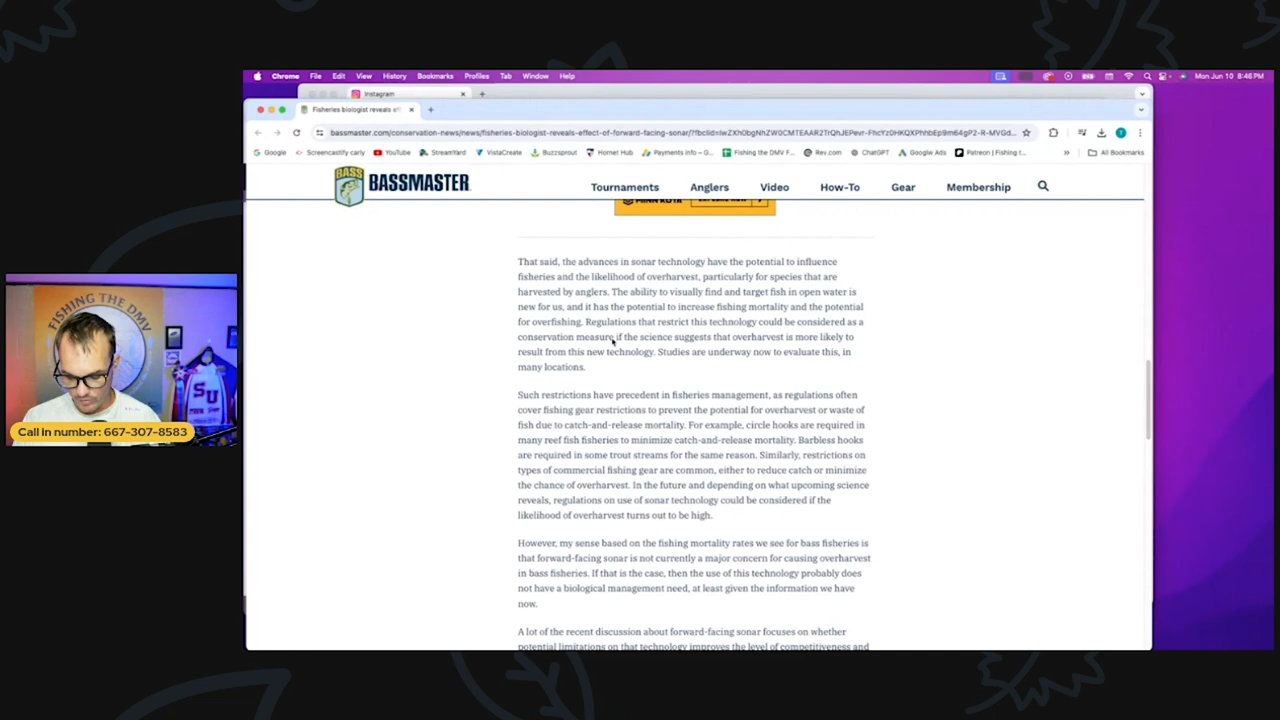 Chrome File Edit View History Bookmarks Profiles Tab Window Help
Mon Jun 10 8:46 PM
Instagram
Fisheries biologist reveals eff
bassmaster.com/conservation-news/news/fisheries-biologist-reveals-effect-of-forward-facing-sonar/
Google Screencastify carly YouTube StreamYard VistaCreate Buzzsprout Hornet Hub Payments info – G... Fishing the DMV F... Rev.com ChatGPT Google Ads Patreon | Fishing t... » All Bookmarks
BASS BASSMASTER Tournaments Anglers Video How-To Gear Membership
MINN KOTA
That said, the advances in sonar technology have the potential to influence
fisheries and the likelihood of overharvest, particularly for species that are
harvested by anglers. The ability to visually find and target fish in open water is
new for us, and it has the potential to increase fishing mortality and the potential
for overfishing. Regulations that restrict this technology could be considered as a
conservation measure if the science suggests that overharvest is more likely to
result from this new technology. Studies are underway now to evaluate this, in
many locations.
Such restrictions have precedent in fisheries management, as regulations often
cover fishing gear restrictions to prevent the potential for overharvest or waste of
fish due to catch-and-release mortality. For example, circle hooks are required in
many reef fish fisheries to minimize catch-and-release mortality. Barbless hooks
are required in some trout streams for the same reason. Similarly, restrictions on
types of commercial fishing gear are common, either to reduce catch or minimize
the chance of overharvest. In the future and depending on what upcoming science
reveals, regulations on use of sonar technology could be considered if the
likelihood of overharvest turns out to be high.
However, my sense based on the fishing mortality rates we see for bass fisheries is
that forward-facing sonar is not currently a major concern for causing overharvest
in bass fisheries. If that is the case, then the use of this technology probably does
not have a biological management need, at least given the information we have
now.
A lot of the recent discussion about forward-facing sonar focuses on whether
potential limitations on that technology improves the level of competitiveness and
FISHING THE DMV
SU
Call in number: 667-307-8583